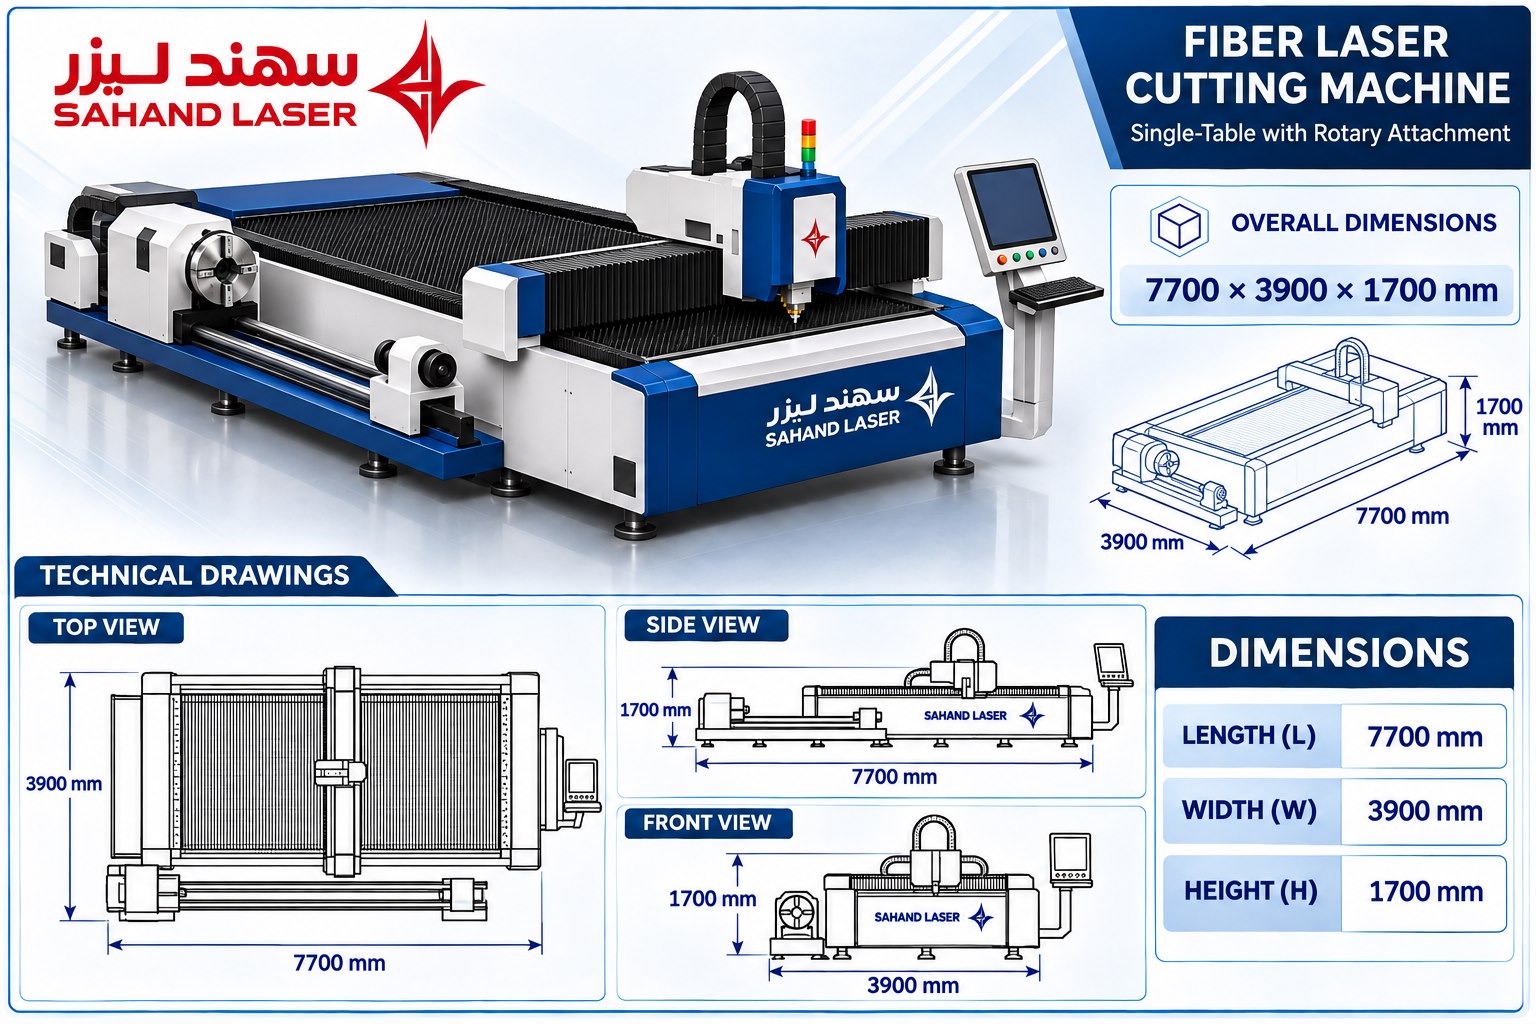 سهند لیزر
SAHAND LASER
FIBER LASER
CUTTING MACHINE
Single-Table with Rotary Attachment
OVERALL DIMENSIONS
7700 × 3900 × 1700 mm
سهند لیزر
SAHAND LASER
1700
mm
7700 mm
3900 mm
TECHNICAL DRAWINGS
TOP VIEW
3900 mm
7700 mm
SIDE VIEW
1700 mm
SAHAND LASER
7700 mm
FRONT VIEW
1700 mm
SAHAND LASER
3900 mm
DIMENSIONS
LENGTH (L) 7700 mm
WIDTH (W) 3900 mm
HEIGHT (H) 1700 mm